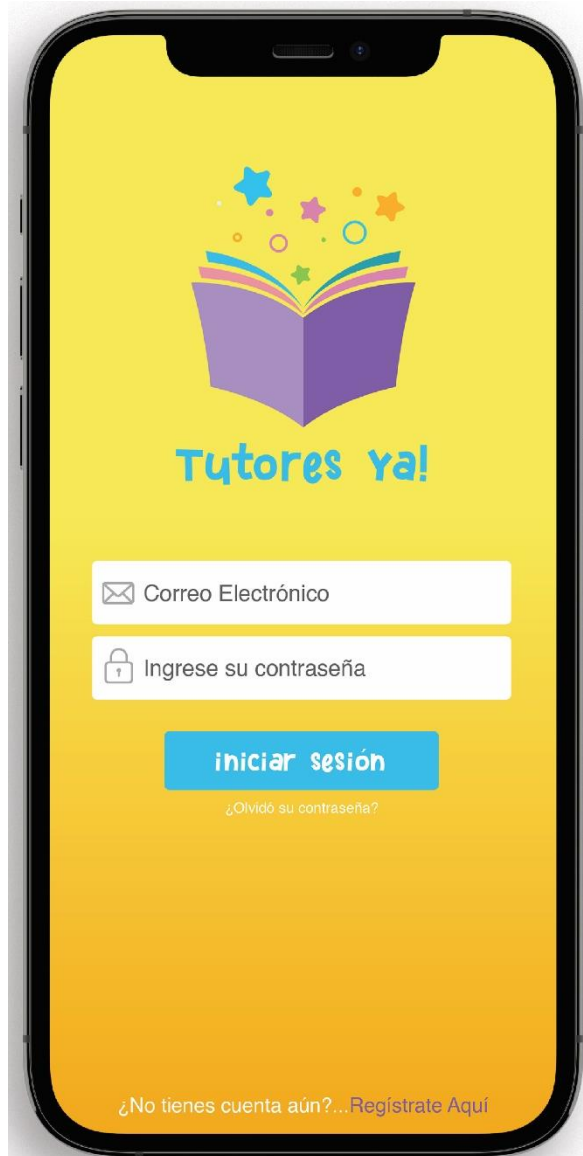 Tutores Ya!
Correo Electrónico
Ingrese su contraseña
iniciar sesión
¿Olvidó su contraseña?
¿No tienes cuenta aún?...Regístrate Aquí